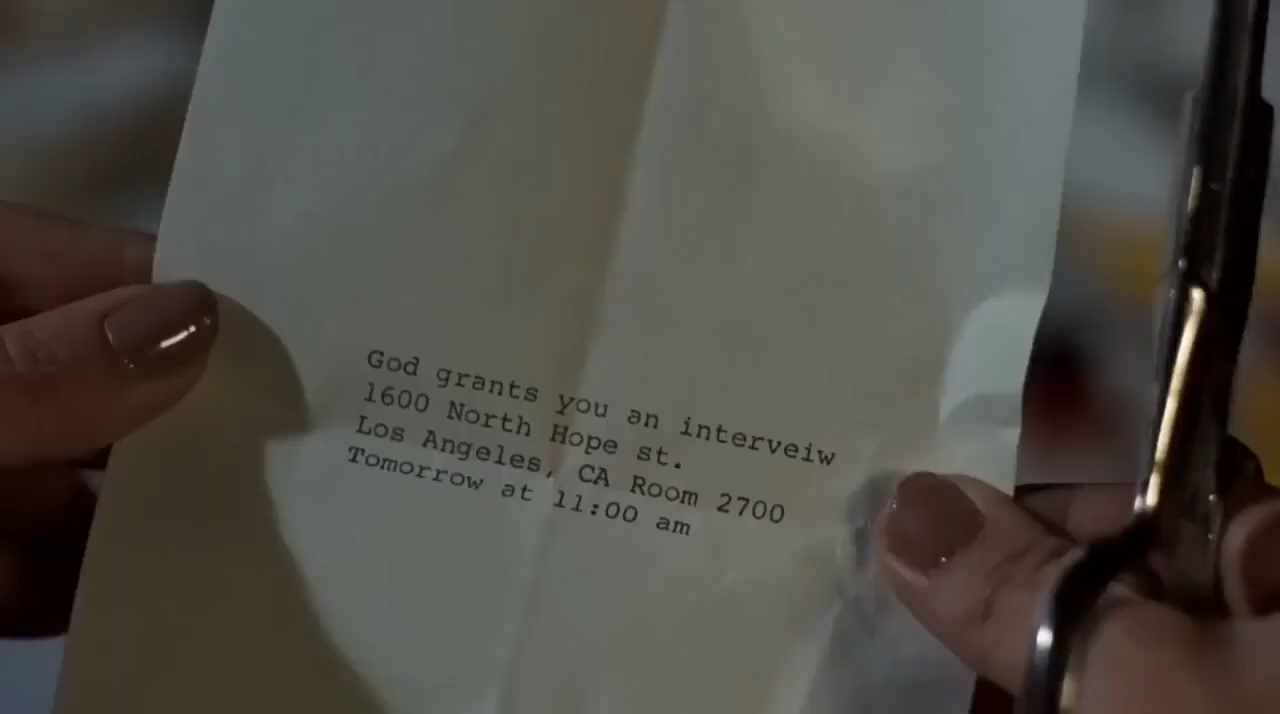 God grants you an interveiw
1600 North Hope st.
Los Angeles, CA Room 2700
Tomorrow at 11:00 am